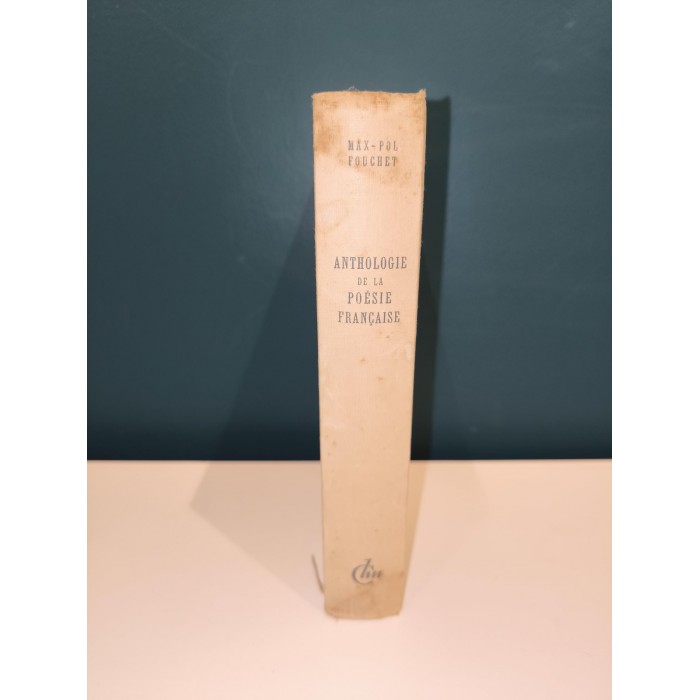 MAX-POL
FOUCHET
ANTHOLOGIE
DE LA
POÉSIE
FRANÇAISE